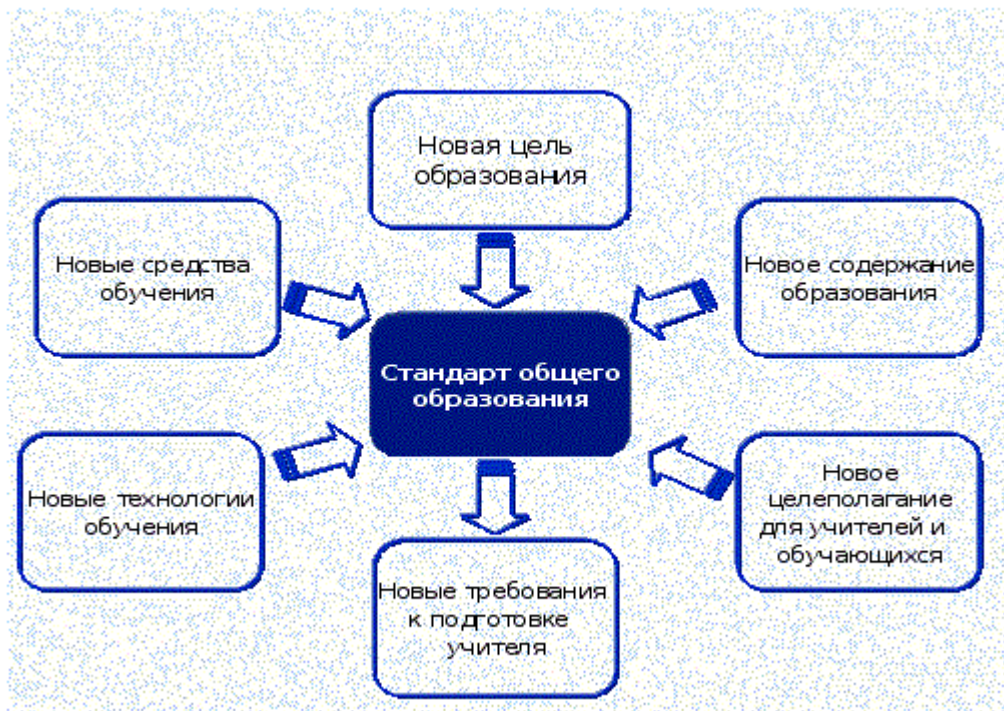 Новая цель
образования
Новые средства
обучения
Новое содержание
образования
Стандарт общего
образования
Новые технологии
обучения
Новое
целеполагание
для учителей и
обучающихся
Новые требования
к подготовке
учителя